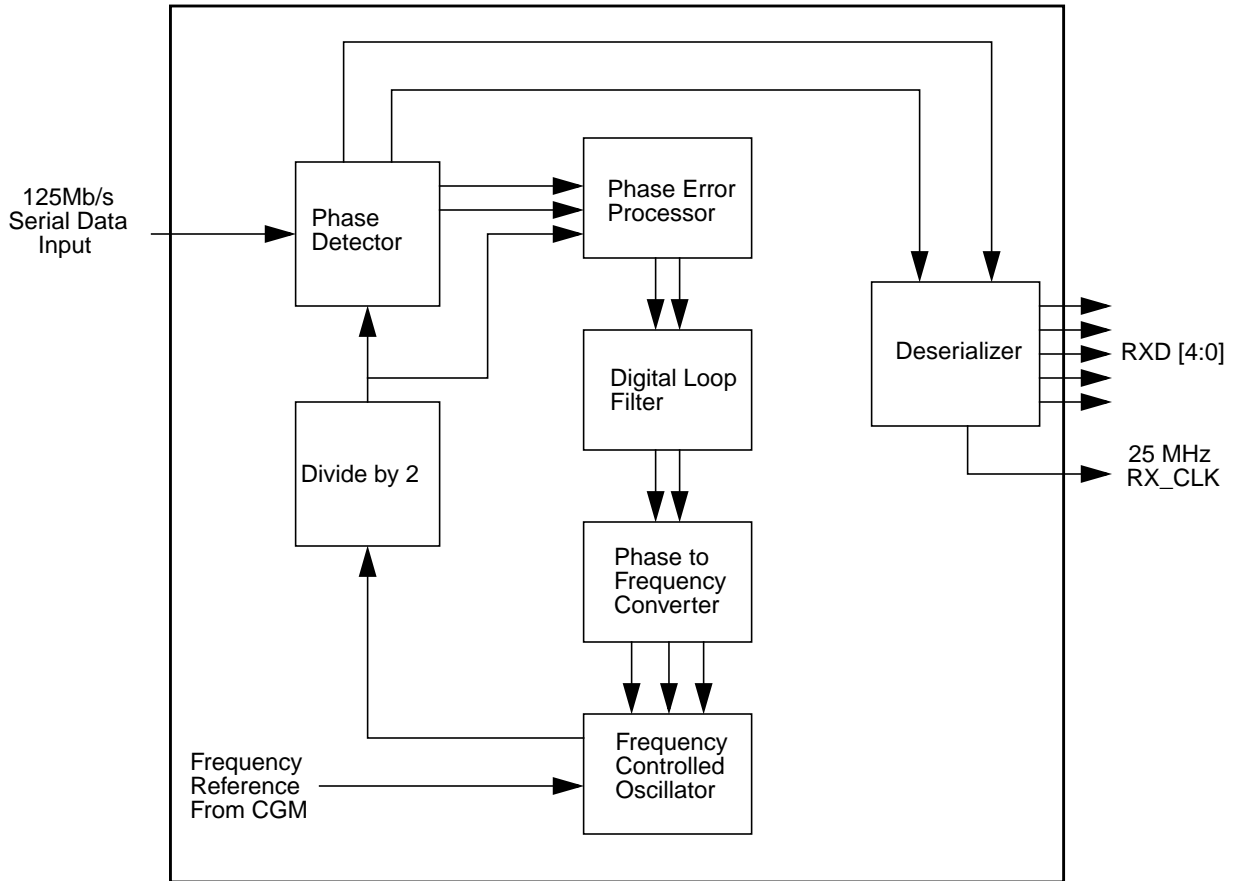 125Mb/s
Serial Data
Input
Phase
Detector
Phase Error
Processor
Deserializer
RXD [4:0]
Digital Loop
Filter
Divide by 2
25 MHz
RX_CLK
Phase to
Frequency
Converter
Frequency
Controlled
Oscillator
Frequency
Reference
From CGM